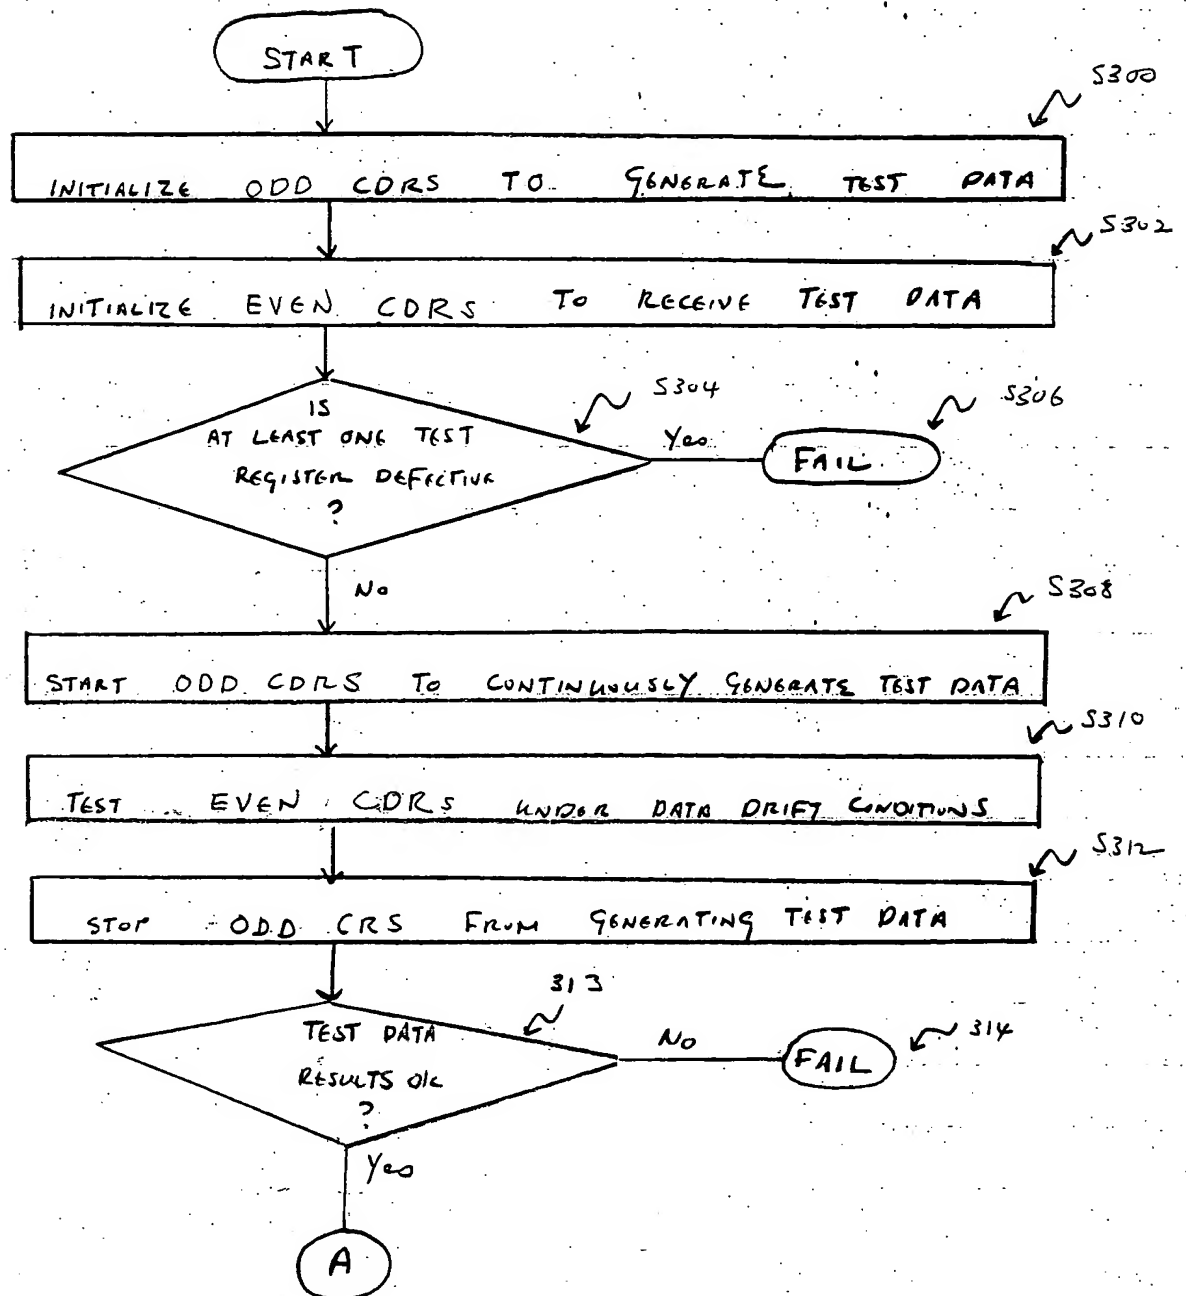 START
S300
INITIALIZE ODD CDRS TO GENERATE TEST DATA
S302
INITIALIZE EVEN CDRS TO RECEIVE TEST DATA
S304
IS
AT LEAST ONE TEST
REGISTER DEFECTIVE
?
Yes
S306
FAIL
No
S308
START ODD CDRS TO CONTINUOUSLY GENERATE TEST DATA
S310
TEST EVEN CDRS UNDER DATA DRIFT CONDITIONS
S312
STOP ODD CRS FROM GENERATING TEST DATA
313
TEST DATA
RESULTS OK
?
No
314
FAIL
Yes
A